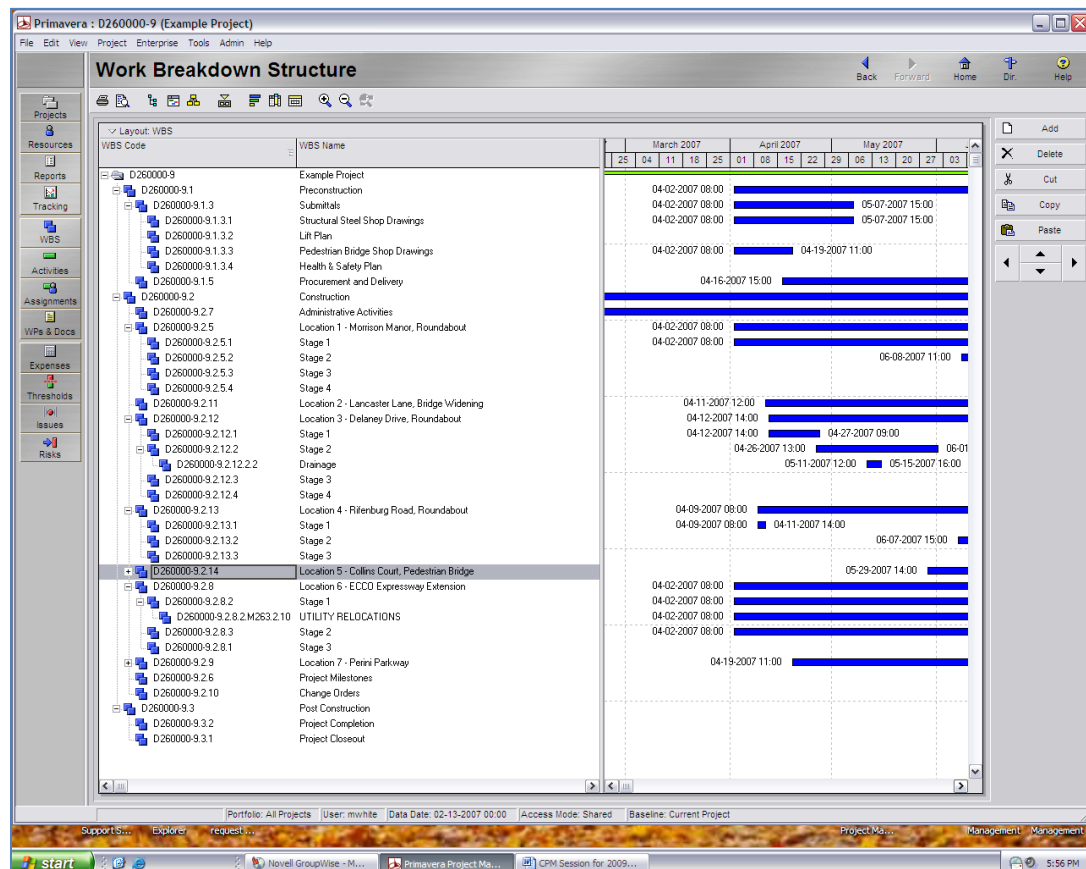 Primavera : D260000-9 (Example Project)
File Edit View Project Enterprise Tools Admin Help
Work Breakdown Structure
Back Forward Home Dir. Help
Projects
Resources
Reports
Tracking
WBS
Activities
Assignments
WPs & Docs
Expenses
Thresholds
Issues
Risks
Layout: WBS
WBS Code WBS Name
March 2007 April 2007 May 2007
25 04 11 18 25 01 08 15 22 29 06 13 20 27 03
D260000-9 Example Project
D260000-9.1 Preconstruction 04-02-2007 08:00
D260000-9.1.3 Submittals 04-02-2007 08:00 05-07-2007 15:00
D260000-9.1.3.1 Structural Steel Shop Drawings 04-02-2007 08:00 05-07-2007 15:00
D260000-9.1.3.2 Lift Plan
D260000-9.1.3.3 Pedestrian Bridge Shop Drawings 04-02-2007 08:00 04-19-2007 11:00
D260000-9.1.3.4 Health & Safety Plan
D260000-9.1.5 Procurement and Delivery 04-16-2007 15:00
D260000-9.2 Construction
D260000-9.2.7 Administrative Activities
D260000-9.2.5 Location 1 - Morrison Manor, Roundabout 04-02-2007 08:00
D260000-9.2.5.1 Stage 1 04-02-2007 08:00
D260000-9.2.5.2 Stage 2 06-08-2007 11:00
D260000-9.2.5.3 Stage 3
D260000-9.2.5.4 Stage 4
D260000-9.2.11 Location 2 - Lancaster Lane, Bridge Widening 04-11-2007 12:00
D260000-9.2.12 Location 3 - Delaney Drive, Roundabout 04-12-2007 14:00
D260000-9.2.12.1 Stage 1 04-12-2007 14:00 04-27-2007 09:00
D260000-9.2.12.2 Stage 2 04-26-2007 13:00 06-01
D260000-9.2.12.2.2 Drainage 05-11-2007 12:00 05-15-2007 16:00
D260000-9.2.12.3 Stage 3
D260000-9.2.12.4 Stage 4
D260000-9.2.13 Location 4 - Rifenburg Road, Roundabout 04-09-2007 08:00
D260000-9.2.13.1 Stage 1 04-09-2007 08:00 04-11-2007 14:00
D260000-9.2.13.2 Stage 2 06-07-2007 15:00
D260000-9.2.13.3 Stage 3
D260000-9.2.14 Location 5 - Collins Court, Pedestrian Bridge 05-29-2007 14:00
D260000-9.2.8 Location 6 - ECCO Expressway Extension 04-02-2007 08:00
D260000-9.2.8.2 Stage 1 04-02-2007 08:00
D260000-9.2.8.2.M263.2.10 UTILITY RELOCATIONS 04-02-2007 08:00
D260000-9.2.8.3 Stage 2 04-02-2007 08:00
D260000-9.2.8.1 Stage 3
D260000-9.2.9 Location 7 - Perini Parkway 04-19-2007 11:00
D260000-9.2.6 Project Milestones
D260000-9.2.10 Change Orders
D260000-9.3 Post Construction
D260000-9.3.2 Project Completion
D260000-9.3.1 Project Closeout
Add
Delete
Cut
Copy
Paste
Portfolio: All Projects User: mwhite Data Date: 02-13-2007 00:00 Access Mode: Shared Baseline: Current Project
Support S... Explorer request ... Project Ma... Management Management
start Novell GroupWise - M... Primavera Project Ma... CPM Session for 2009... 5:56 PM